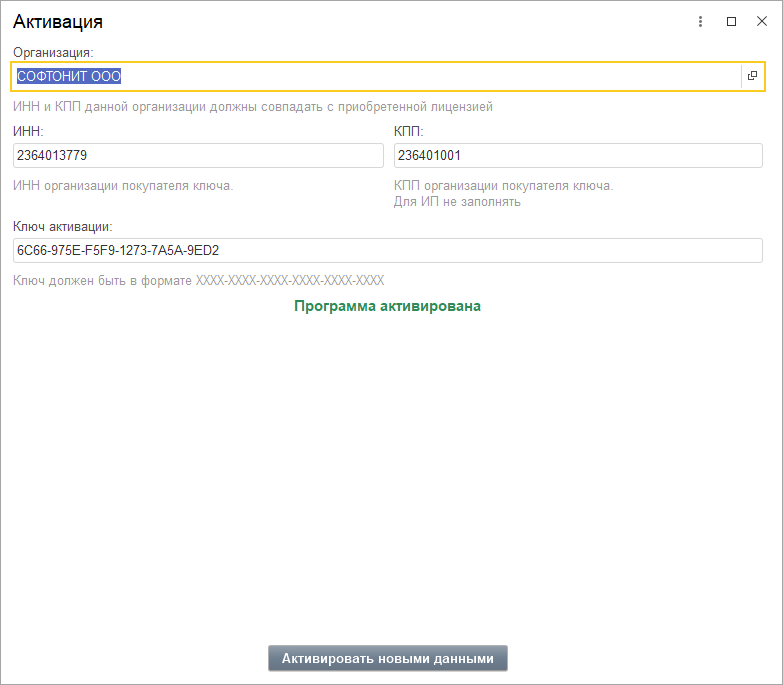 Активация
Организация:
СОФТОНИТ ООО
ИНН и КПП данной организации должны совпадать с приобретенной лицензией
ИНН:
КПП:
2364013779
236401001
ИНН организации покупателя ключа.
КПП организации покупателя ключа.
Для ИП не заполнять
Ключ активации:
6C66-975E-F5F9-1273-7A5A-9ED2
Ключ должен быть в формате XXXX-XXXX-XXXX-XXXX-XXXX-XXXX
Программа активирована
Активировать новыми данными